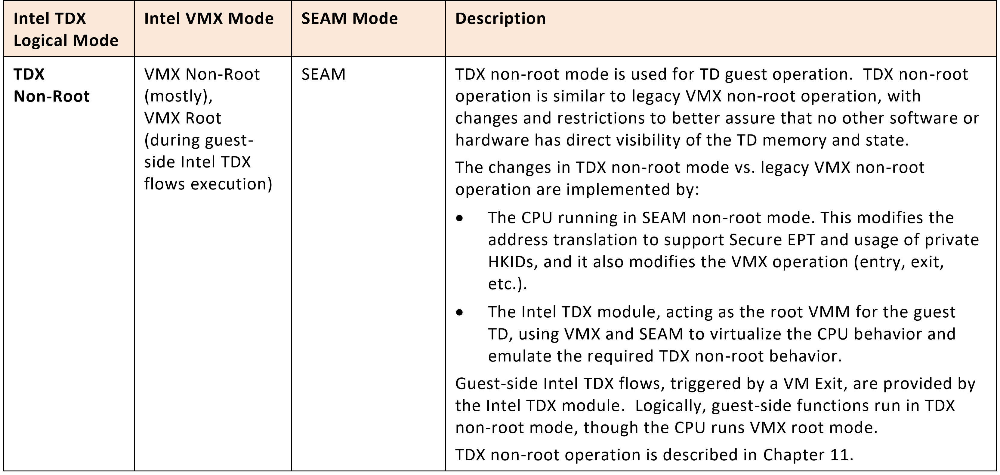 Intel TDX
Logical Mode
Intel VMX Mode
SEAM Mode
Description
TDX
Non-Root
VMX Non-Root
(mostly),
VMX Root
(during guest-
side Intel TDX
flows execution)
SEAM
TDX non-root mode is used for TD guest operation.  TDX non-root
operation is similar to legacy VMX non-root operation, with
changes and restrictions to better assure that no other software or
hardware has direct visibility of the TD memory and state.
The changes in TDX non-root mode vs. legacy VMX non-root
operation are implemented by:
• The CPU running in SEAM non-root mode. This modifies the
address translation to support Secure EPT and usage of private
HKIDs, and it also modifies the VMX operation (entry, exit,
etc.).
• The Intel TDX module, acting as the root VMM for the guest
TD, using VMX and SEAM to virtualize the CPU behavior and
emulate the required TDX non-root behavior.
Guest-side Intel TDX flows, triggered by a VM Exit, are provided by
the Intel TDX module.  Logically, guest-side functions run in TDX
non-root mode, though the CPU runs VMX root mode.
TDX non-root operation is described in Chapter 11.